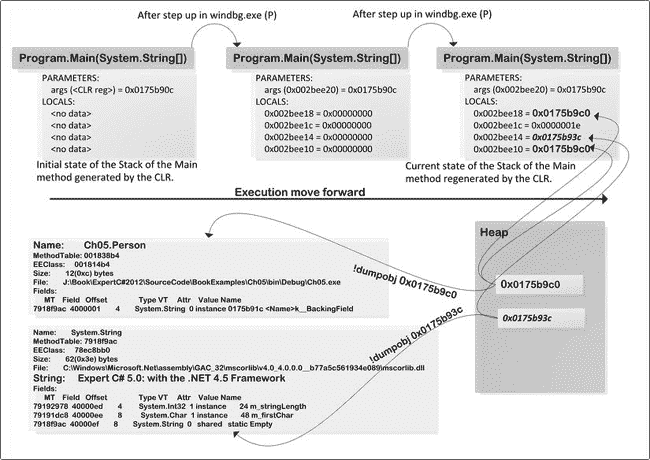 After step up in windbg.exe (P)
After step up in windbg.exe (P)
Program.Main(System.String[])
PARAMETERS:
args (<CLR reg>) = 0x0175b90c
LOCALS:
<no data>
<no data>
<no data>
<no data>
Initial state of the Stack of the Main
method generated by the CLR.
Program.Main(System.String[])
PARAMETERS:
args (0x002bee20) = 0x0175b90c
LOCALS:
0x002bee18 = 0x00000000
0x002bee1c = 0x00000000
0x002bee14 = 0x00000000
0x002bee10 = 0x00000000
Program.Main(System.String[])
PARAMETERS:
args (0x002bee20) = 0x0175b90c
LOCALS:
0x002bee18 = 0x0175b9c0
0x002bee1c = 0x0000001e
0x002bee14 = 0x0175b93c
0x002bee10 = 0x0175b9c0
Current state of the Stack of the Main
method regenerated by the CLR.
Execution move forward
Name: Ch05.Person
MethodTable: 001838b4
EEClass: 001814b4
Size: 12(0xc) bytes
File: J:\Book\ExpertC#2012\SourceCode\BookExamples\Ch05\bin\Debug\Ch05.exe
Fields:
MT Field Offset Type VT Attr Value Name
7918f9ac 4000001 4 System.String 0 instance 0175b91c <Name>k__BackingField
Name: System.String
MethodTable: 7918f9ac
EEClass: 78ec8bb0
Size: 62(0x3e) bytes
File: C:\Windows\Microsoft.Net\assembly\GAC_32\mscorlib\v4.0_4.0.0.0__b77a5c561934e089\mscorlib.dll
String: Expert C# 5.0: with the .NET 4.5 Framework
Fields:
MT Field Offset Type VT Attr Value Name
79192978 40000ed 4 System.Int32 1 instance 24 m_stringLength
79191dc8 40000ee 8 System.Char 1 instance 48 m_firstChar
7918f9ac 40000ef 8 System.String 0 shared static Empty
!dumpobj 0x0175b9c0
!dumpobj 0x0175b93c
Heap
0x0175b9c0
0x0175b93c